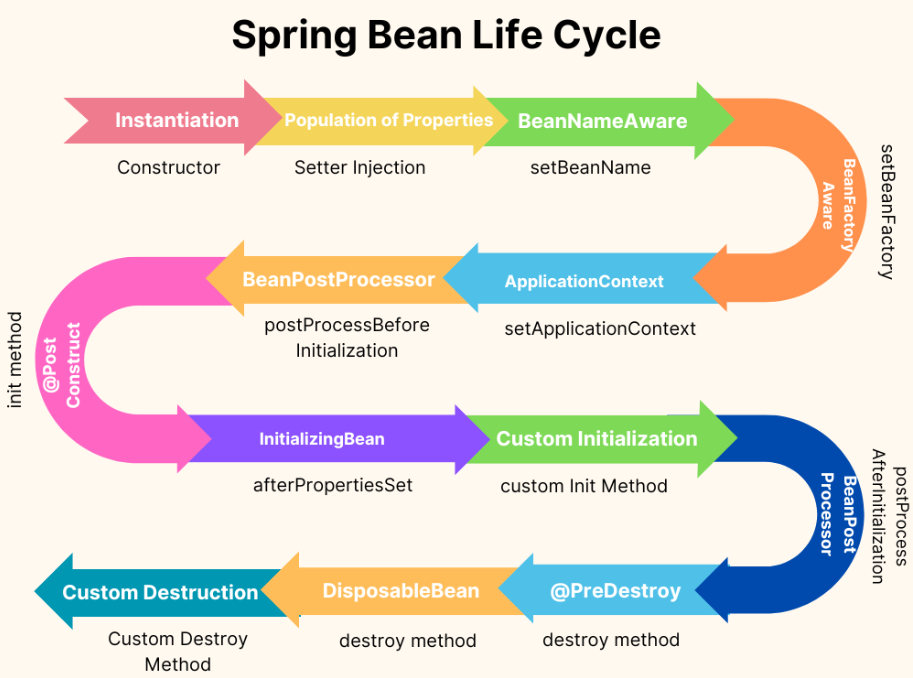 Spring Bean Life Cycle
Instantiation
Population of Properties
BeanNameAware
Constructor
Setter Injection
setBeanName
BeanFactory
Aware
setBeanFactory
ApplicationContext
setApplicationContext
BeanPostProcessor
postProcessBefore
Initialization
@Post
Construct
init method
InitializingBean
afterPropertiesSet
Custom Initialization
custom Init Method
BeanPost
Processor
postProcess
AfterInitialization
@PreDestroy
destroy method
DisposableBean
destroy method
Custom Destruction
Custom Destroy
Method